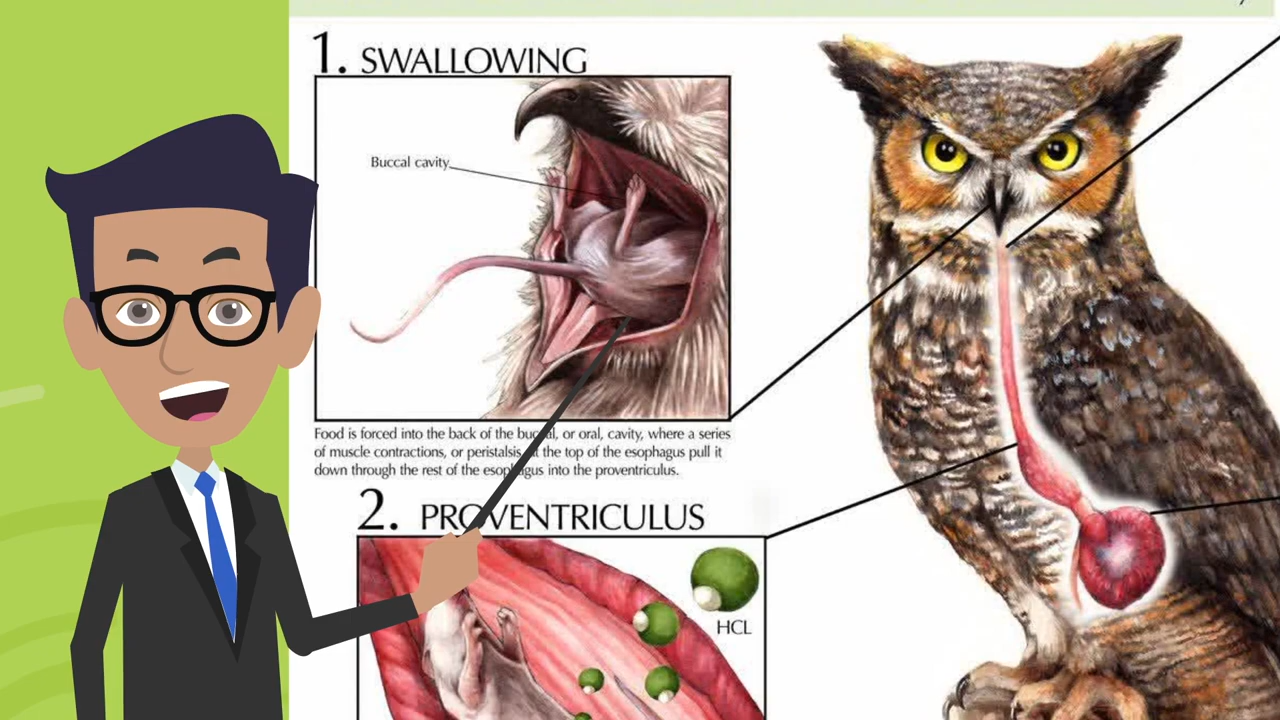 1. SWALLOWING
Buccal cavity
Food is forced into the back of the buccal, or oral, cavity, where a series
of muscle contractions, or peristalsis, at the top of the esophagus pull it
down through the rest of the esophagus into the proventriculus.
2. PROVENTRICULUS
HCL